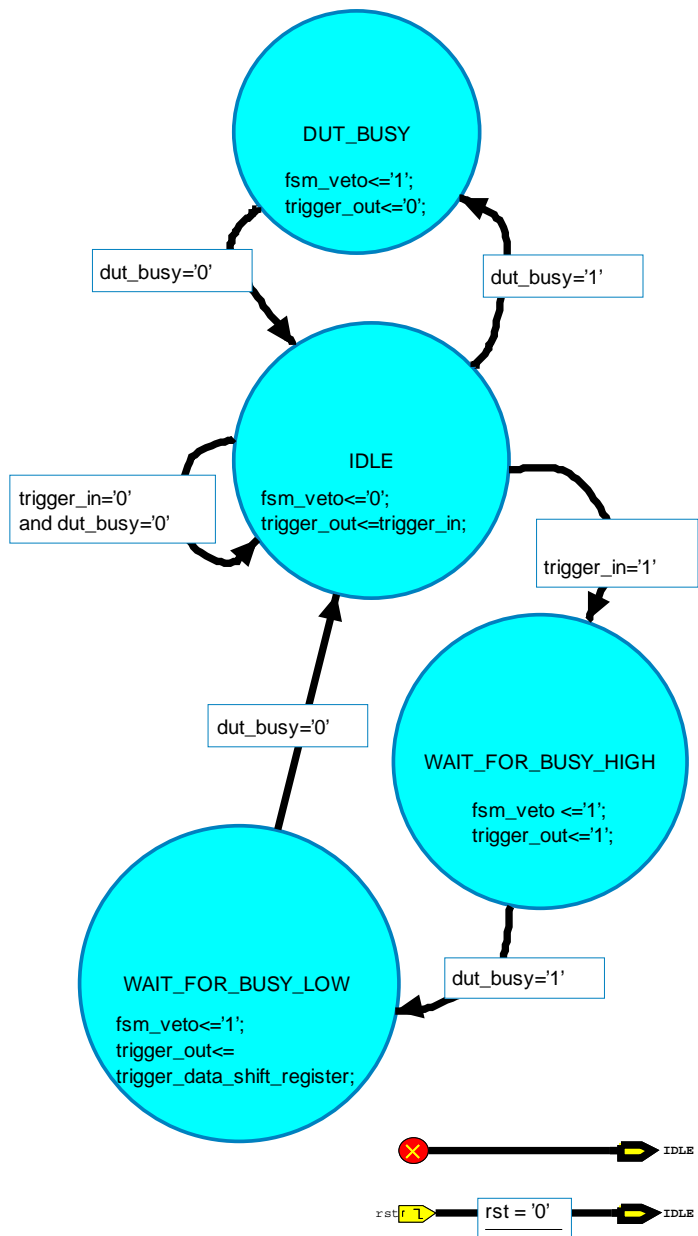 DUT_BUSY
fsm_veto<='1';
trigger_out<='0';
dut_busy='0'
dut_busy='1'
IDLE
fsm_veto<='0';
trigger_out<=trigger_in;
trigger_in='0'
and dut_busy='0'
trigger_in='1'
dut_busy='0'
WAIT_FOR_BUSY_HIGH
fsm_veto <='1';
trigger_out<='1';
dut_busy='1'
WAIT_FOR_BUSY_LOW
fsm_veto<='1';
trigger_out<=
trigger_data_shift_register;
IDLE
rst
rst = '0'
IDLE